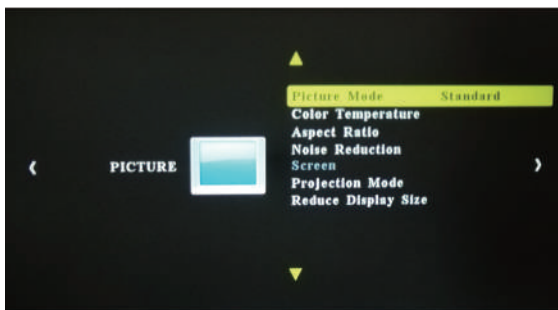 PICTURE
Picture Mode Standard
Color Temperature
Aspect Ratio
Noise Reduction
Screen
Projection Mode
Reduce Display Size